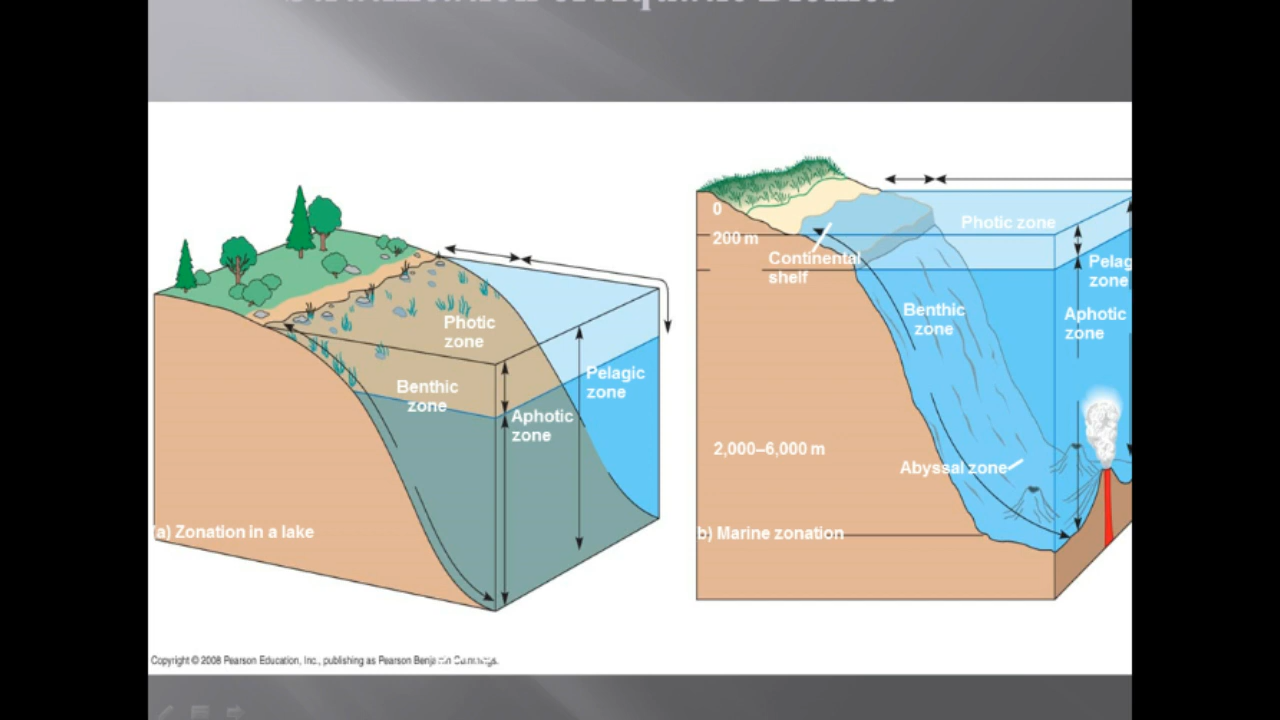 Photic
zone
Benthic
zone
Aphotic
zone
Pelagic
zone
(a) Zonation in a lake
0
200 m
Continental
shelf
Photic zone
Pelag
zone
Benthic
zone
Aphotic
zone
2,000–6,000 m
Abyssal zone
b) Marine zonation
Copyright © 2008 Pearson Education, Inc., publishing as Pearson Benjamin Cummings.